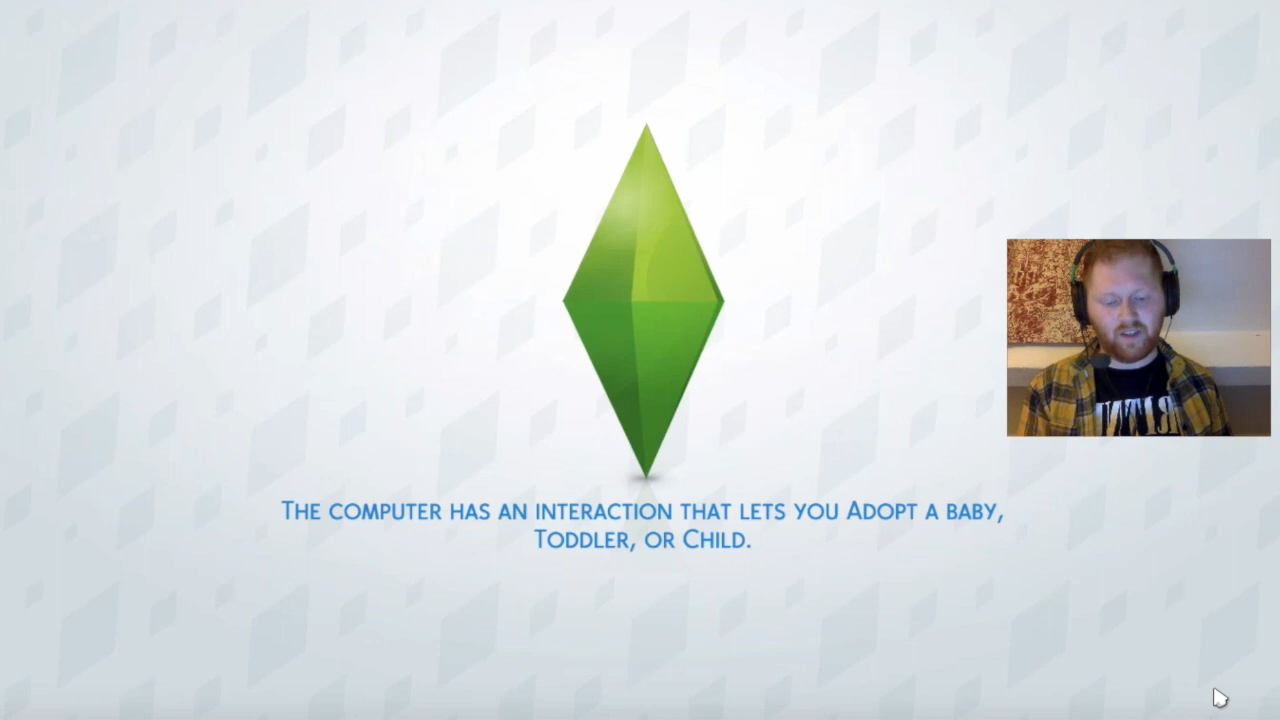 The computer has an interaction that lets you Adopt a baby,
Toddler, or Child.